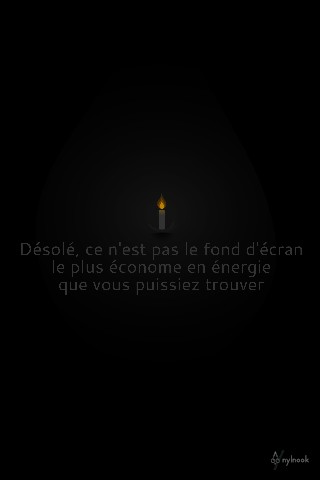 Désolé, ce n'est pas le fond d'écran
le plus économe en énergie
que vous puissiez trouver
nylnook